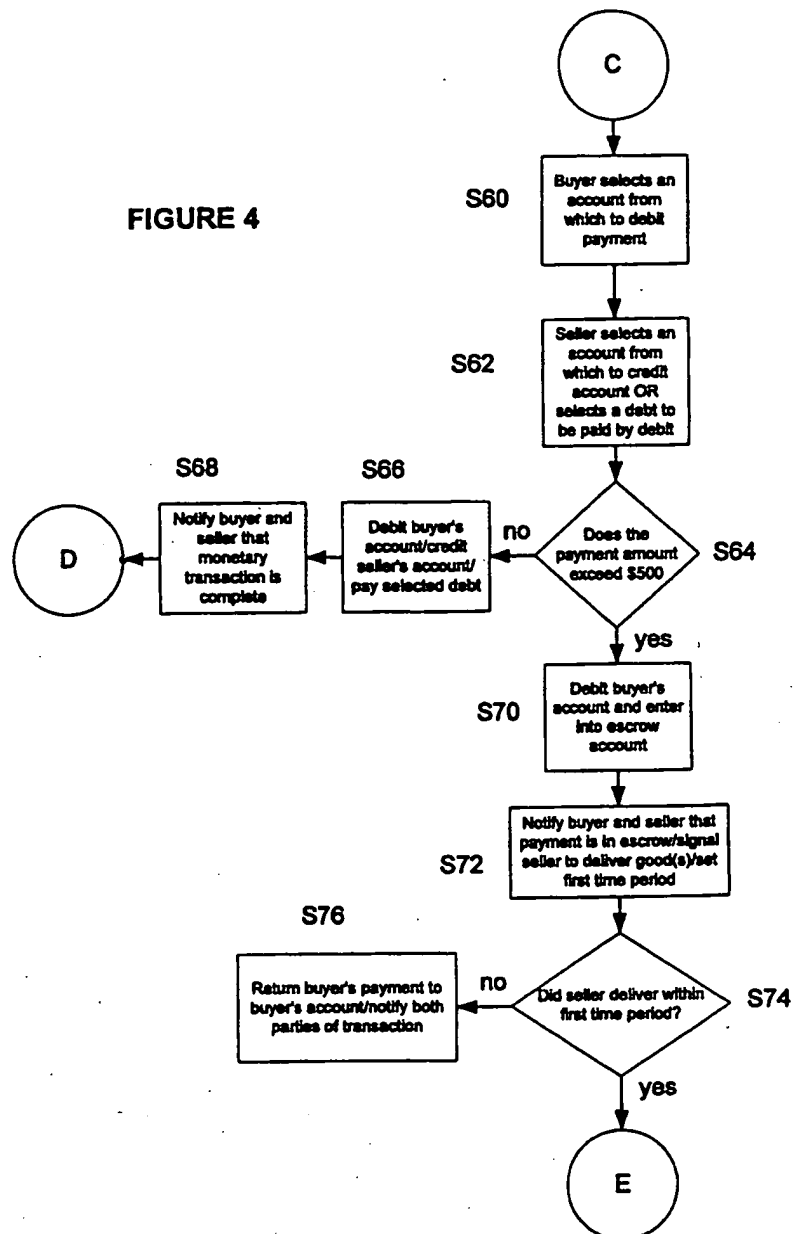 C
S60
Buyer selects an
account from
which to debit
payment
FIGURE 4
S62
Seller selects an
account from
which to credit
account OR
selects a debt to
be paid by debit
S68
S66
D
Notify buyer and
seller that
monetary
transaction is
complete
Debit buyer's
account/credit
seller's account/
pay selected debt
no
Does the
payment amount
exceed $500
S64
yes
S70
Debit buyer's
account and enter
into escrow
account
S72
Notify buyer and seller that
payment is in escrow/signal
seller to deliver good(s)/set
first time period
S76
Return buyer's payment to
buyer's account/notify both
parties of transaction
no
Did seller deliver within
first time period?
S74
yes
E